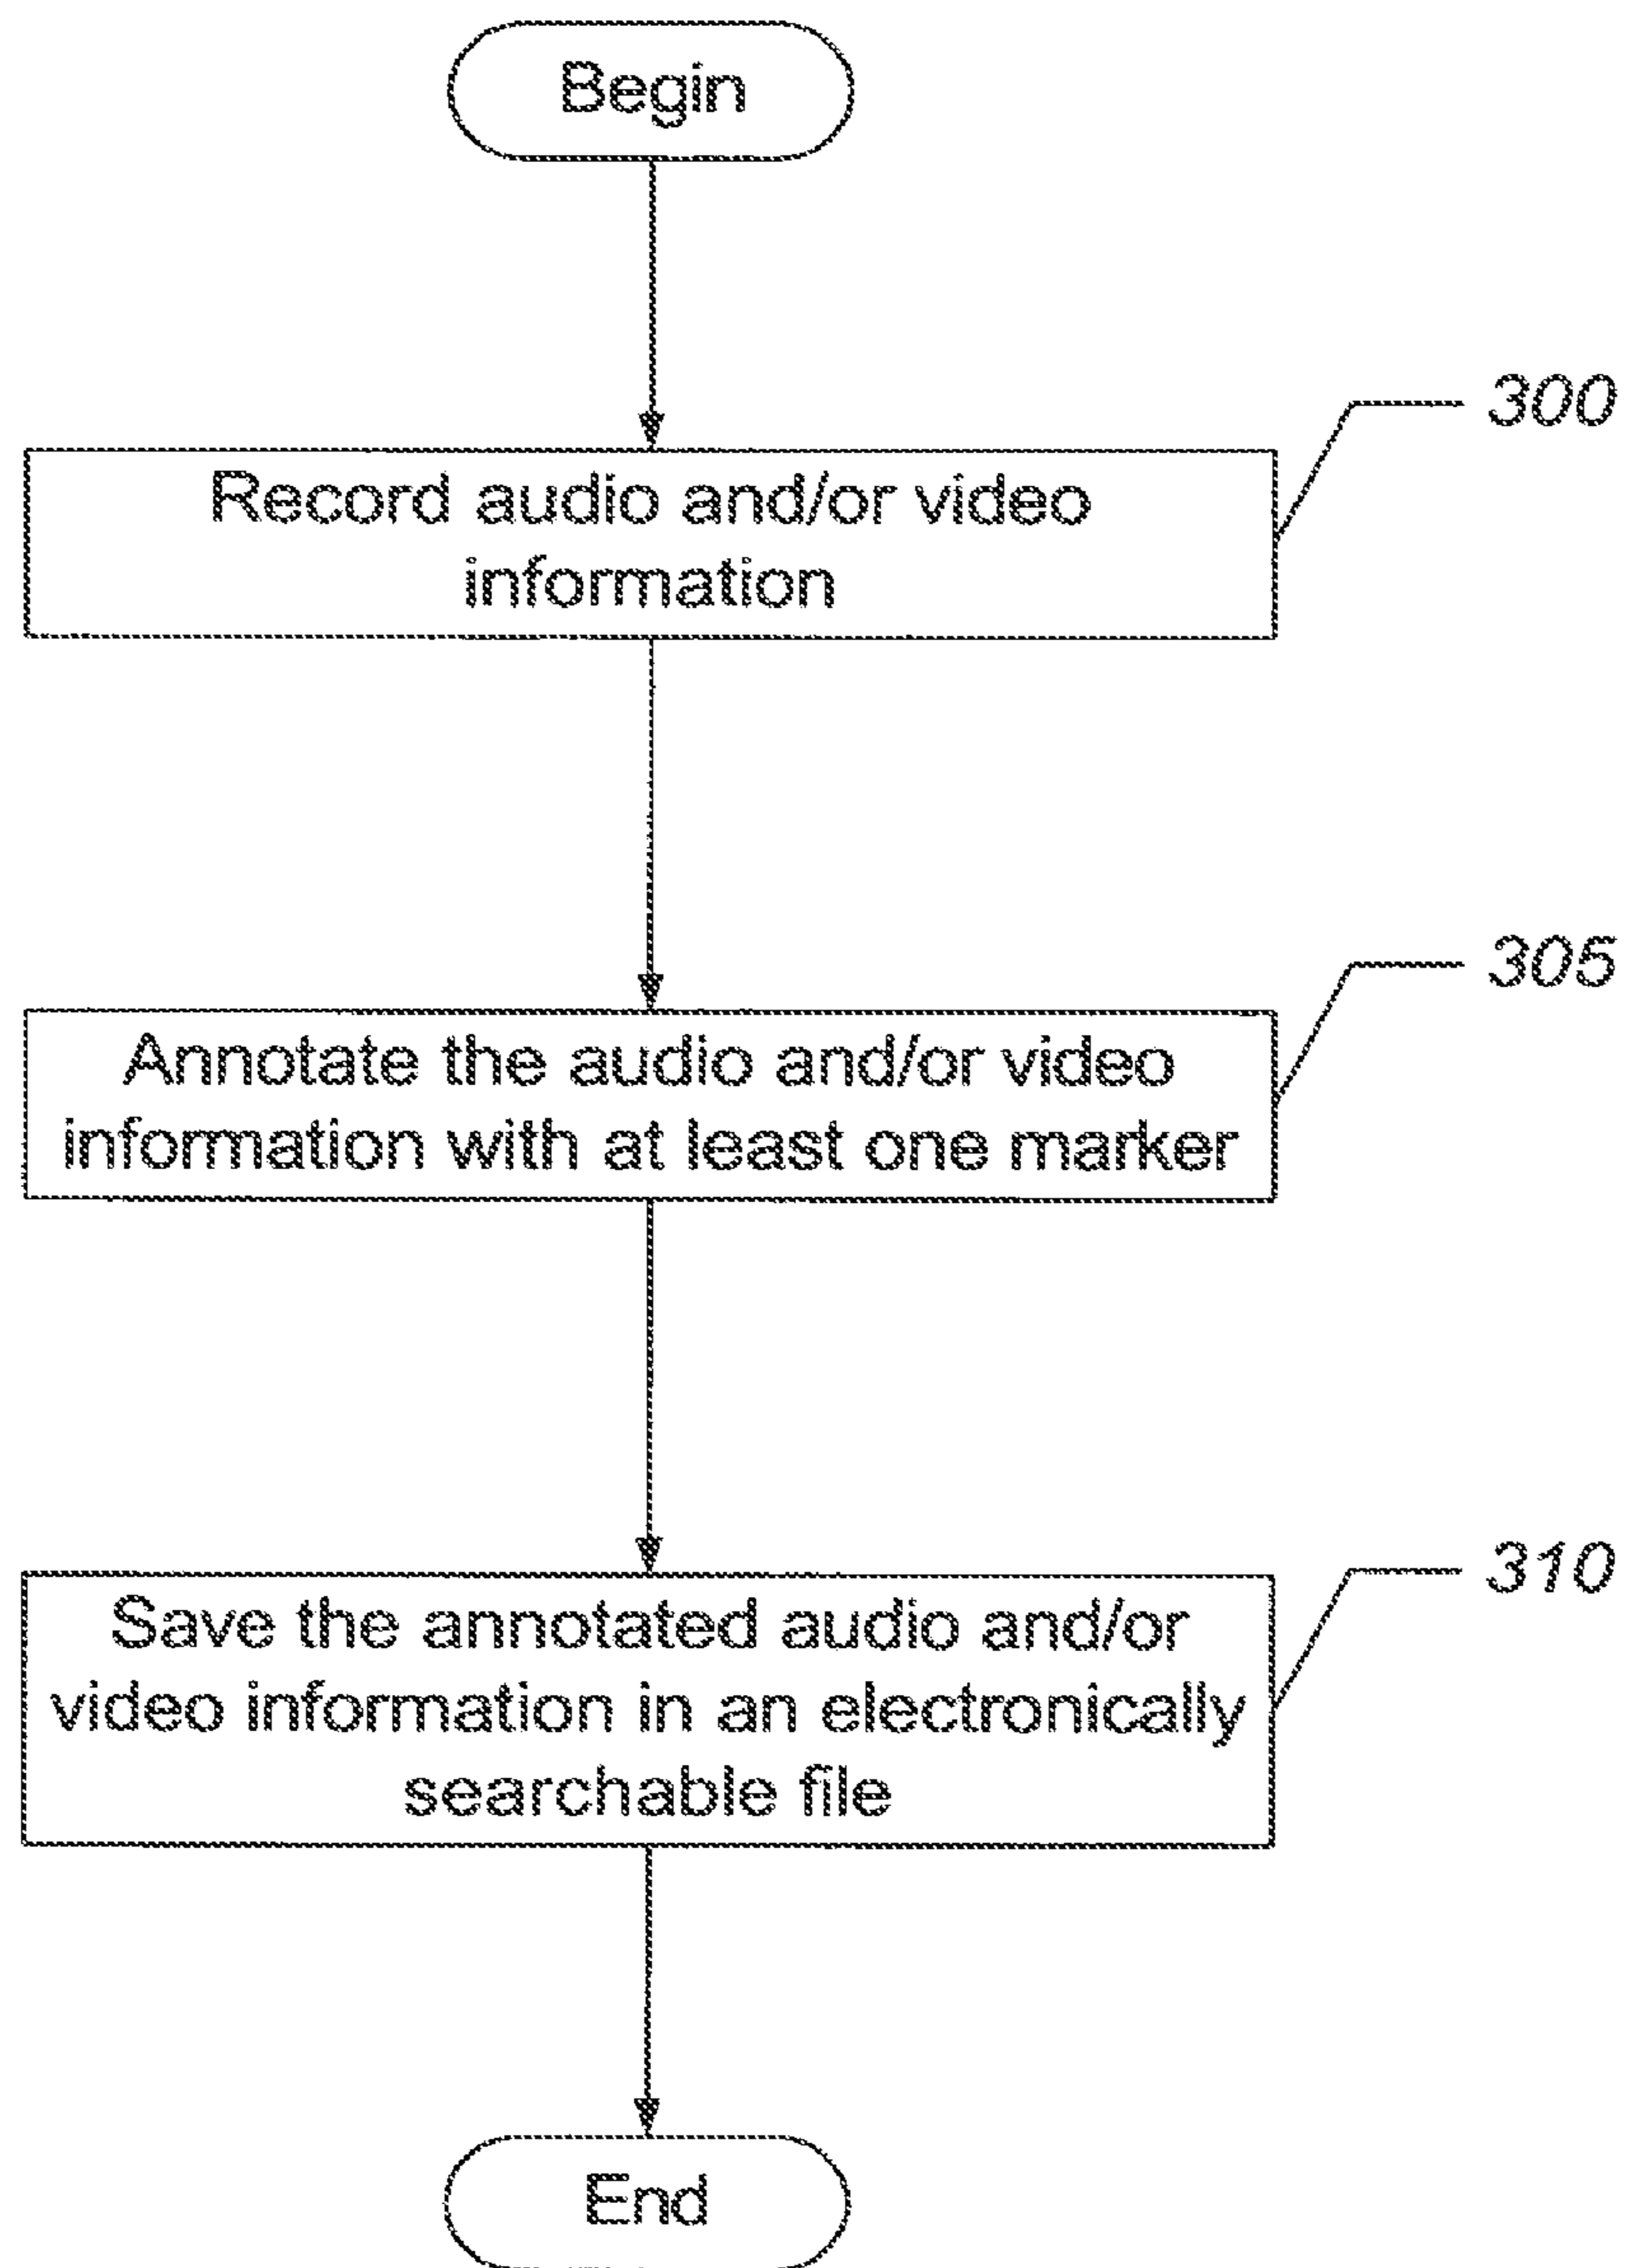 Begin
300
Record audio and/or video
information
305
Annotate the audio and/or video
information with at least one marker
310
Save the annotated audio and/or
video information in an electronically
searchable file
End